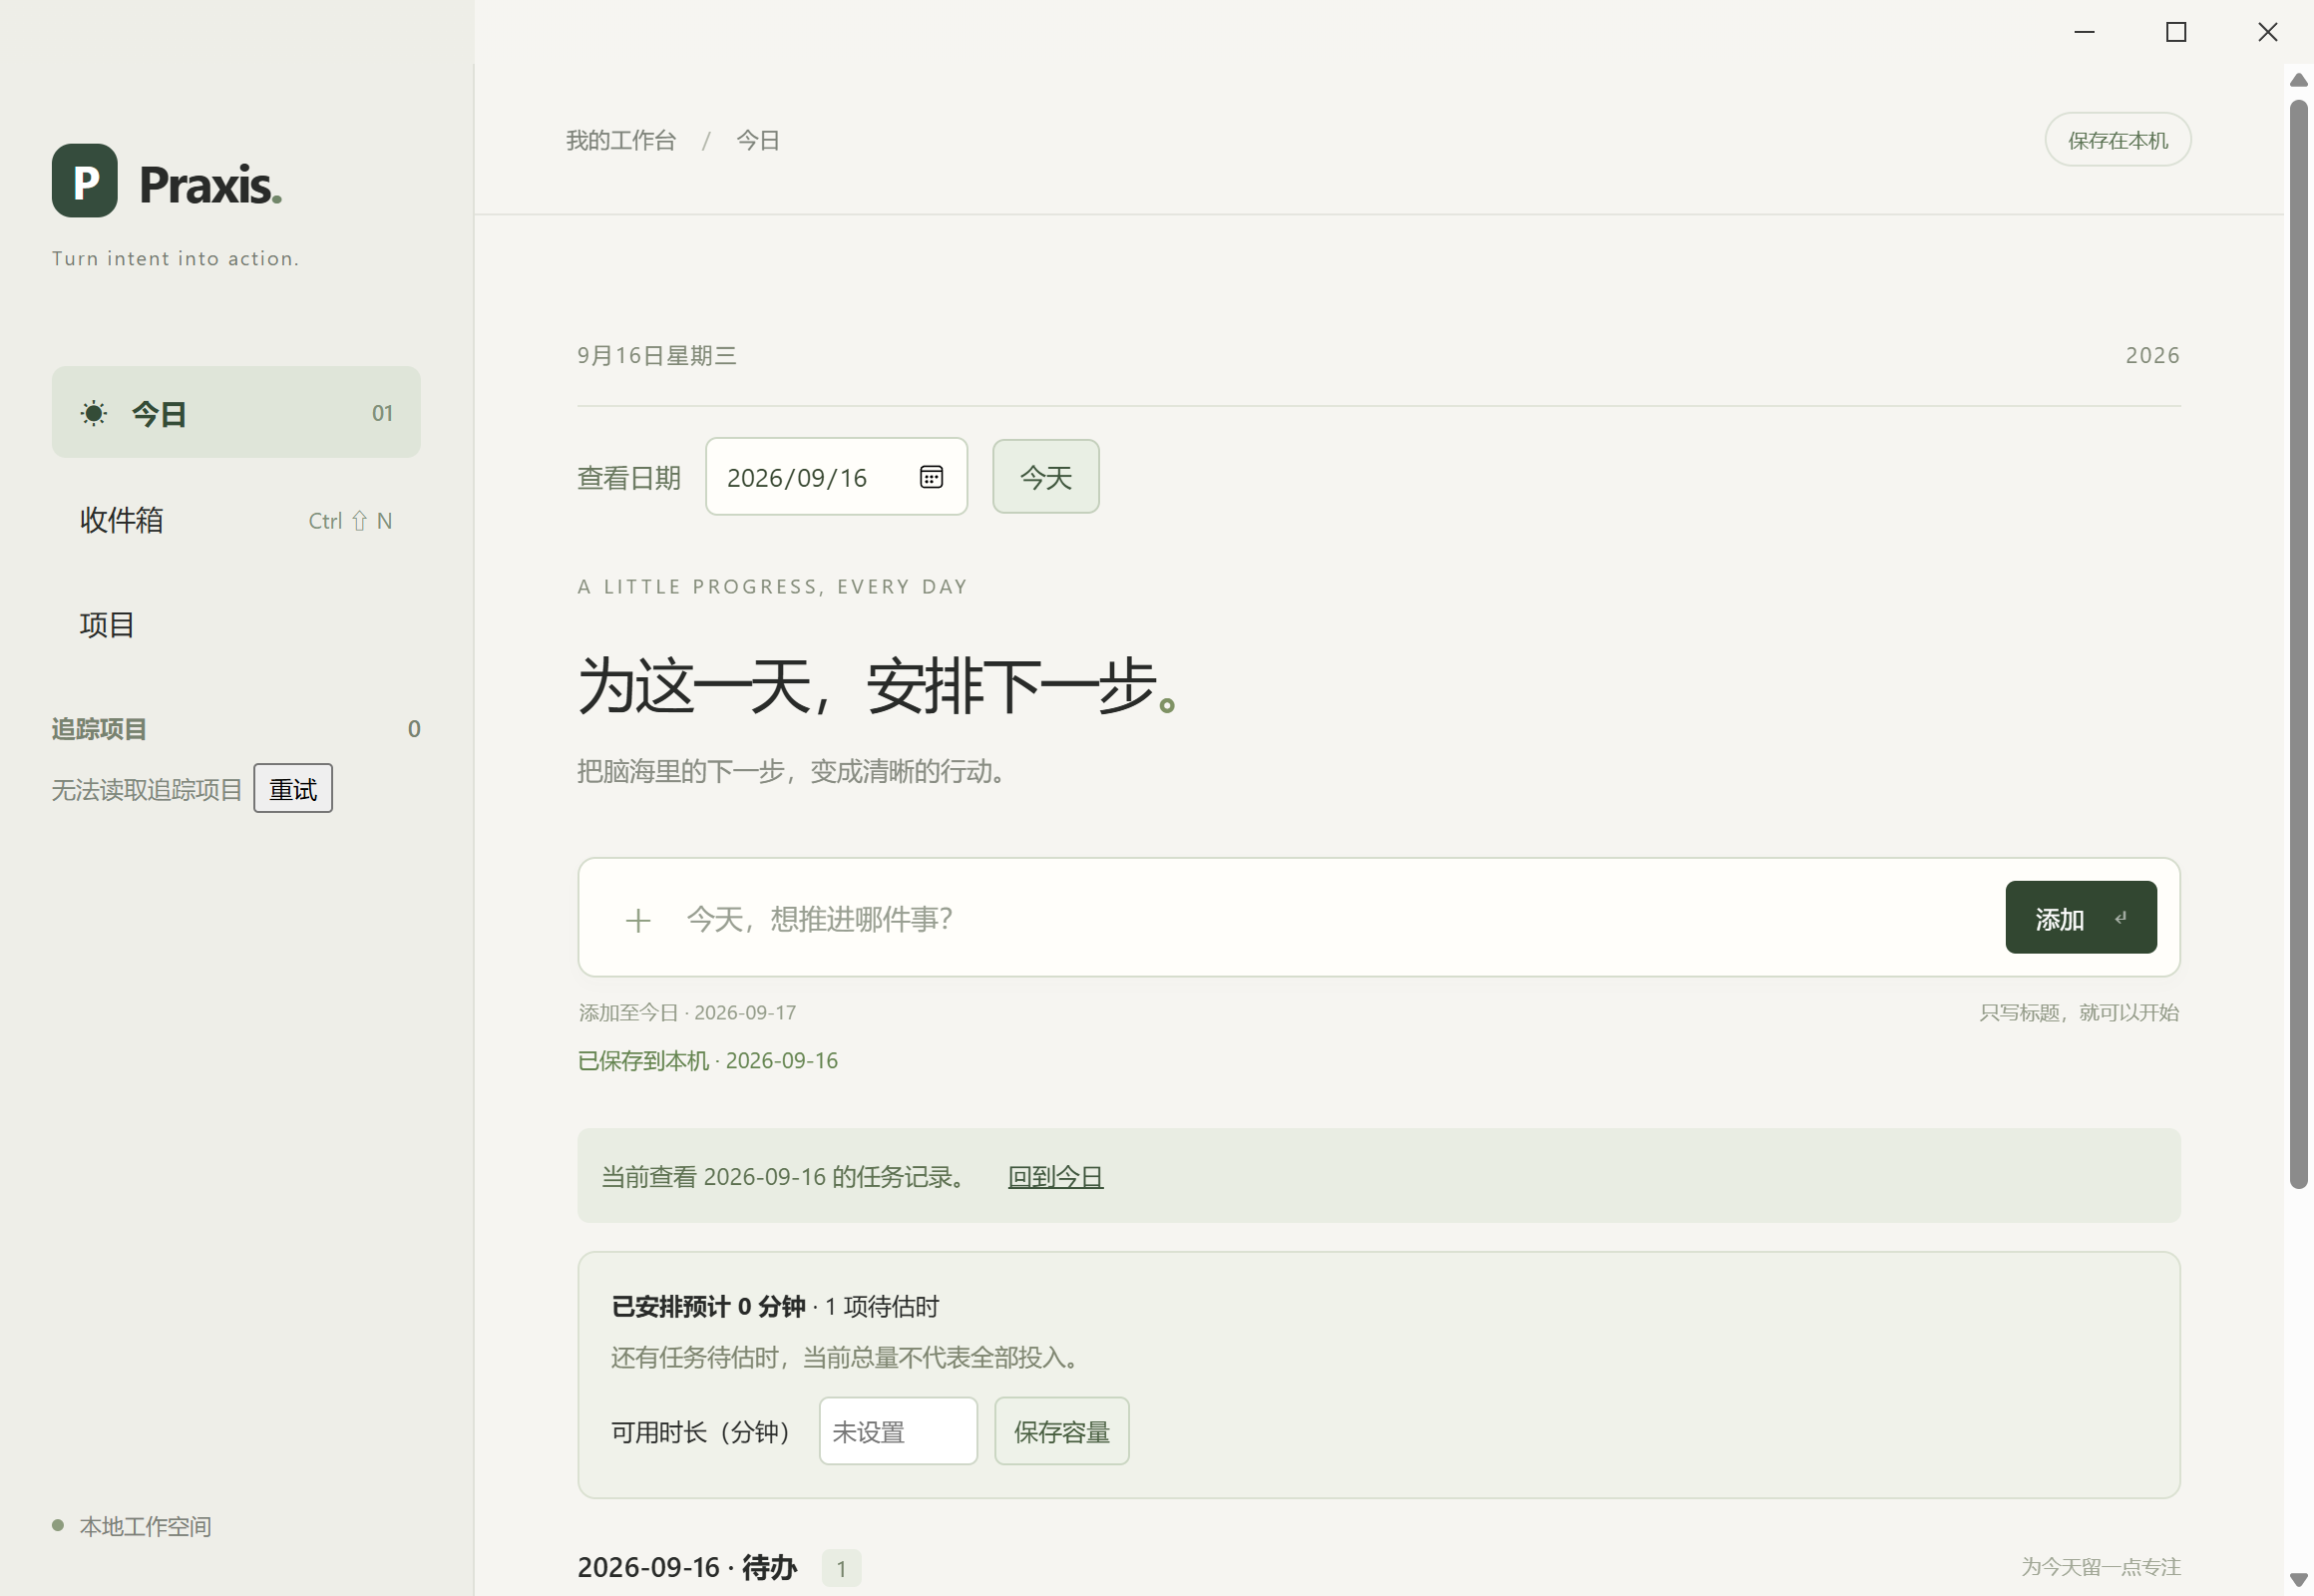 P Praxis.
Turn intent into action.
今日 01
收件箱 Ctrl ⇧ N
项目
追踪项目 0
无法读取追踪项目 重试
本地工作空间
我的工作台 / 今日
保存在本机
9月16日星期三 2026
查看日期 2026/09/16 今天
A LITTLE PROGRESS, EVERY DAY
为这一天，安排下一步。
把脑海里的下一步，变成清晰的行动。
今天，想推进哪件事？ 添加 ↵
添加至今日 · 2026-09-17 只写标题，就可以开始
已保存到本机 · 2026-09-16
当前查看 2026-09-16 的任务记录。 回到今日
已安排预计 0 分钟 · 1 项待估时
还有任务待估时，当前总量不代表全部投入。
可用时长（分钟） 未设置 保存容量
2026-09-16 · 待办 1 为今天留一点专注